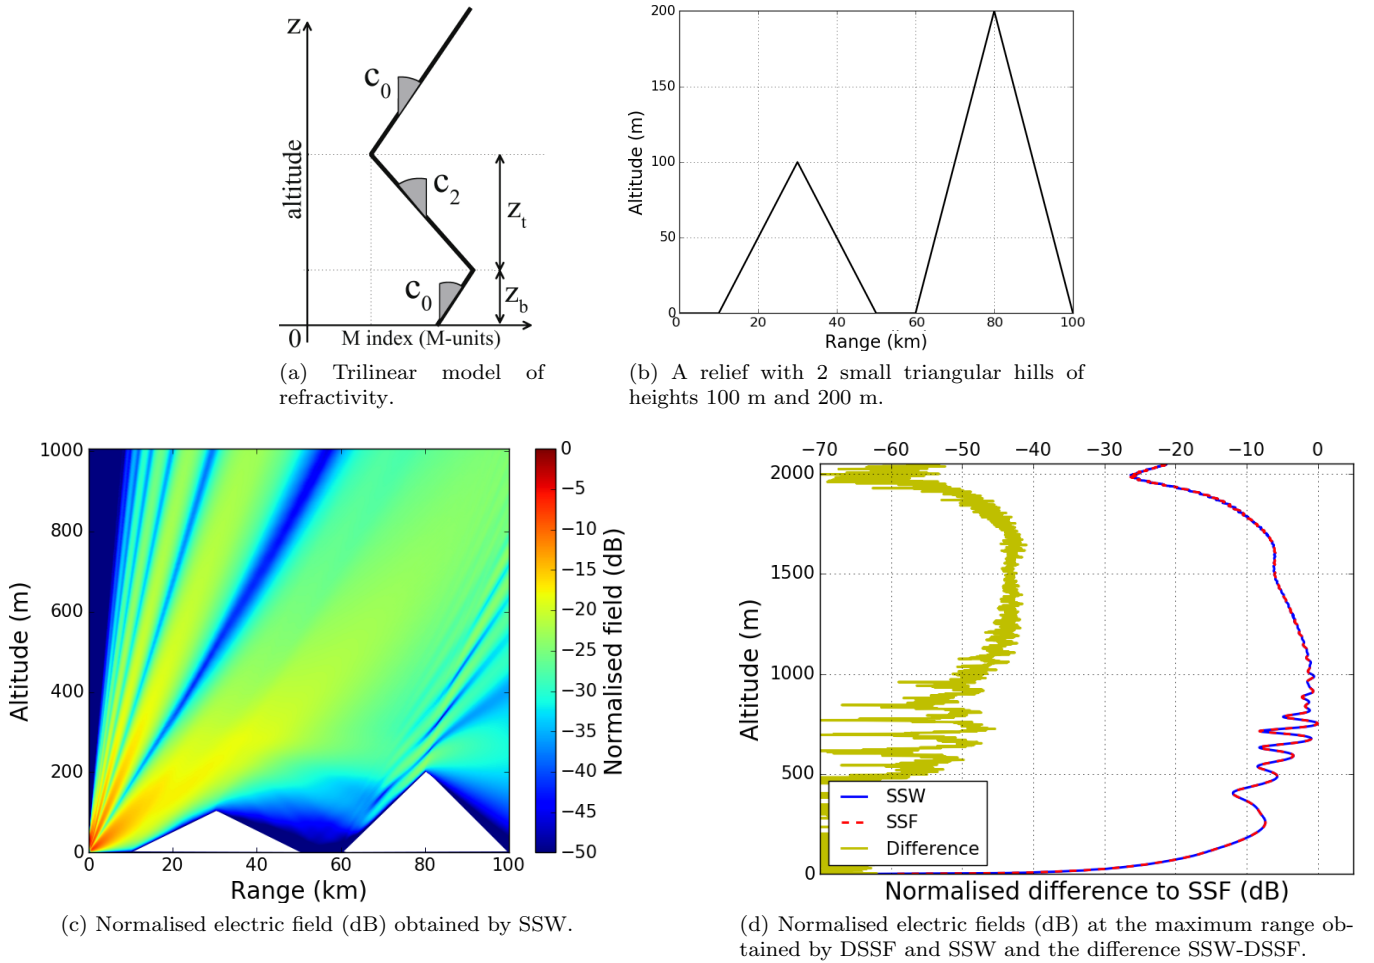 z
altitude
c0
c2
c0
zt
zb
0
M index (M-units)
(a) Trilinear model of
refractivity.
200
150
100
50
0
Altitude (m)
0 20 40 60 80 100
Range (km)
(b) A relief with 2 small triangular hills of
heights 100 m and 200 m.
1000
800
600
400
200
0
Altitude (m)
0 20 40 60 80 100
Range (km)
0
−5
−10
−15
−20
−25
−30
−35
−40
−45
−50
Normalised field (dB)
(c) Normalised electric field (dB) obtained by SSW.
−70 −60 −50 −40 −30 −20 −10 0
2000
1500
1000
500
0
Altitude (m)
SSW
SSF
Difference
Normalised difference to SSF (dB)
(d) Normalised electric fields (dB) at the maximum range ob-
tained by DSSF and SSW and the difference SSW-DSSF.